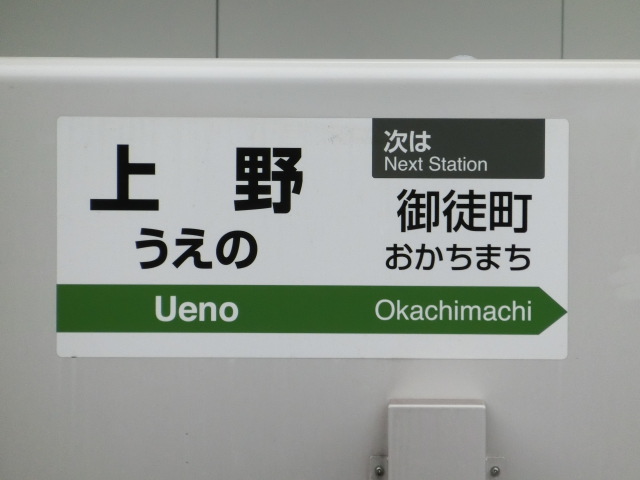 上野
うえの
Ueno
次は
Next Station
御徒町
おかちまち
Okachimachi